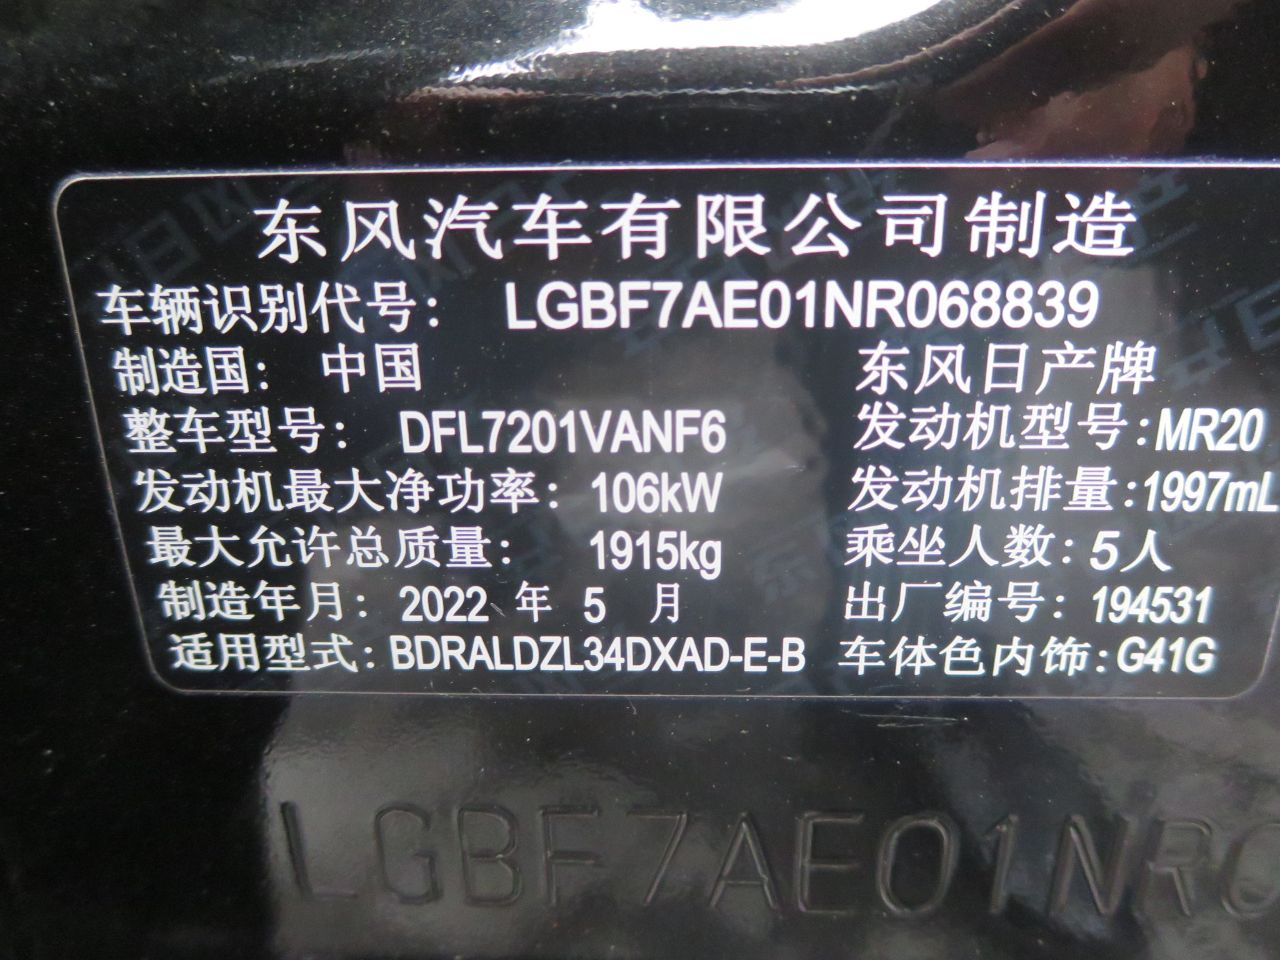 东风汽车有限公司制造
车辆识别代号： LGBF7AE01NR068839
制造国： 中国 东风日产牌
整车型号： DFL7201VANF6 发动机型号：MR20
发动机最大净功率：106kW 发动机排量：1997mL
最大允许总质量： 1915kg 乘坐人数：5人
制造年月： 2022 年 5 月 出厂编号：194531
适用型式：BDRALDZL34DXAD-E-B 车体色内饰：G41G
LGBF7AE01NR0